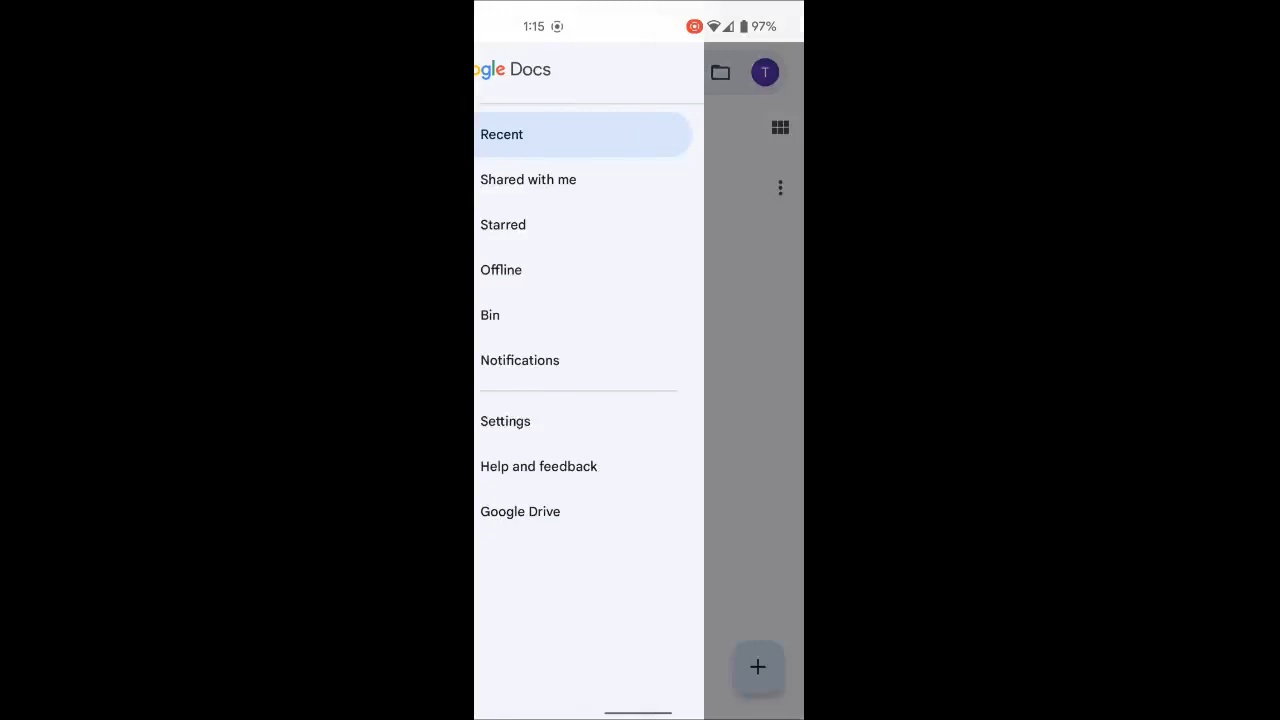 1:15
97%
gle Docs
T
Recent
Shared with me
Starred
Offline
Bin
Notifications
Settings
Help and feedback
Google Drive